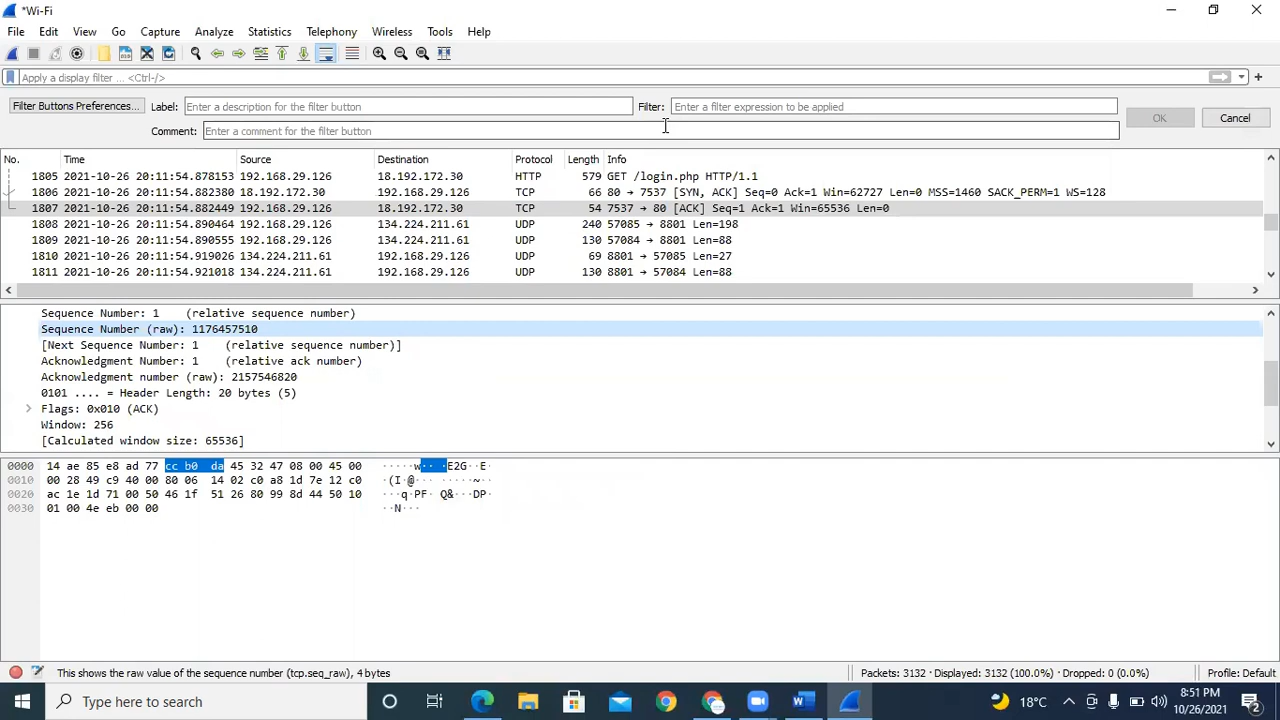 *Wi-Fi
File Edit View Go Capture Analyze Statistics Telephony Wireless Tools Help
Apply a display filter ... <Ctrl-/>
Filter Buttons Preferences... Label: Enter a description for the filter button Filter: Enter a filter expression to be applied OK Cancel
Comment: Enter a comment for the filter button
No. Time Source Destination Protocol Length Info
1805 2021-10-26 20:11:54.878153 192.168.29.126 18.192.172.30 HTTP 579 GET /login.php HTTP/1.1
1806 2021-10-26 20:11:54.882380 18.192.172.30 192.168.29.126 TCP 66 80 → 7537 [SYN, ACK] Seq=0 Ack=1 Win=62727 Len=0 MSS=1460 SACK_PERM=1 WS=128
1807 2021-10-26 20:11:54.882449 192.168.29.126 18.192.172.30 TCP 54 7537 → 80 [ACK] Seq=1 Ack=1 Win=65536 Len=0
1808 2021-10-26 20:11:54.890464 192.168.29.126 134.224.211.61 UDP 240 57085 → 8801 Len=198
1809 2021-10-26 20:11:54.890555 192.168.29.126 134.224.211.61 UDP 130 57084 → 8801 Len=88
1810 2021-10-26 20:11:54.919026 134.224.211.61 192.168.29.126 UDP 69 8801 → 57085 Len=27
1811 2021-10-26 20:11:54.921018 134.224.211.61 192.168.29.126 UDP 130 8801 → 57084 Len=88
Sequence Number: 1 (relative sequence number)
Sequence Number (raw): 1176457510
[Next Sequence Number: 1 (relative sequence number)]
Acknowledgment Number: 1 (relative ack number)
Acknowledgment number (raw): 2157546820
0101 .... = Header Length: 20 bytes (5)
Flags: 0x010 (ACK)
Window: 256
[Calculated window size: 65536]
0000 14 ae 85 e8 ad 77 cc b0 da 45 32 47 08 00 45 00 ·····w·· ·E2G··E·
0010 00 28 49 c9 40 00 80 06 14 02 c0 a8 1d 7e 12 c0 ·(I·@··· ·····~··
0020 ac 1e 1d 71 00 50 46 1f 51 26 80 99 8d 44 50 10 ···q·PF· Q&···DP·
0030 01 00 4e eb 00 00 ··N···
This shows the raw value of the sequence number (tcp.seq_raw), 4 bytes Packets: 3132 · Displayed: 3132 (100.0%) · Dropped: 0 (0.0%) Profile: Default
Type here to search 18°C 8:51 PM
10/26/2021 2